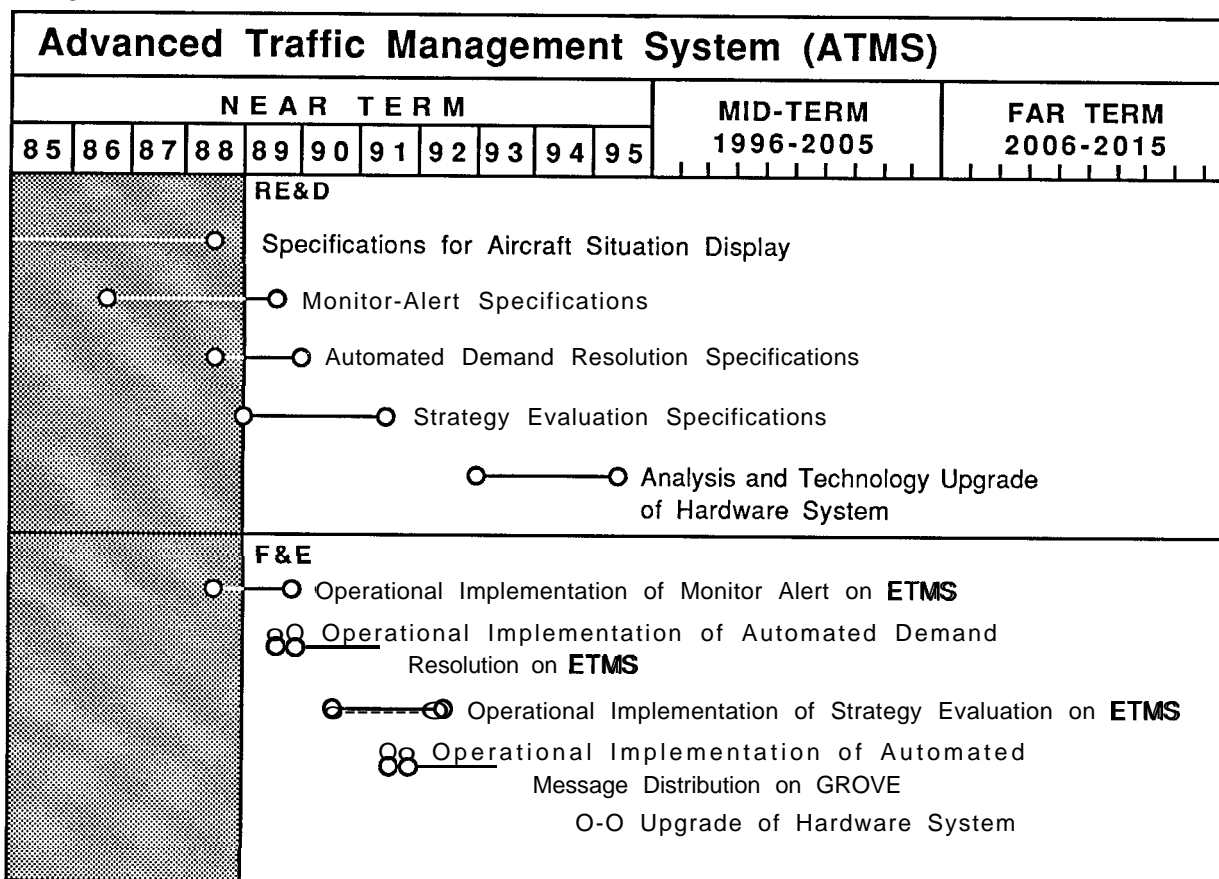 Advanced Traffic Management System (ATMS)
NEAR TERM
MID-TERM
1996-2005
FAR TERM
2006-2015
85 86 87 88 89 90 91 92 93 94 95
RE&D
Specifications for Aircraft Situation Display
Monitor-Alert Specifications
Automated Demand Resolution Specifications
Strategy Evaluation Specifications
Analysis and Technology Upgrade
of Hardware System
F&E
Operational Implementation of Monitor Alert on ETMS
Operational Implementation of Automated Demand
Resolution on ETMS
Operational Implementation of Strategy Evaluation on ETMS
Operational Implementation of Automated
Message Distribution on GROVE
O-O Upgrade of Hardware System